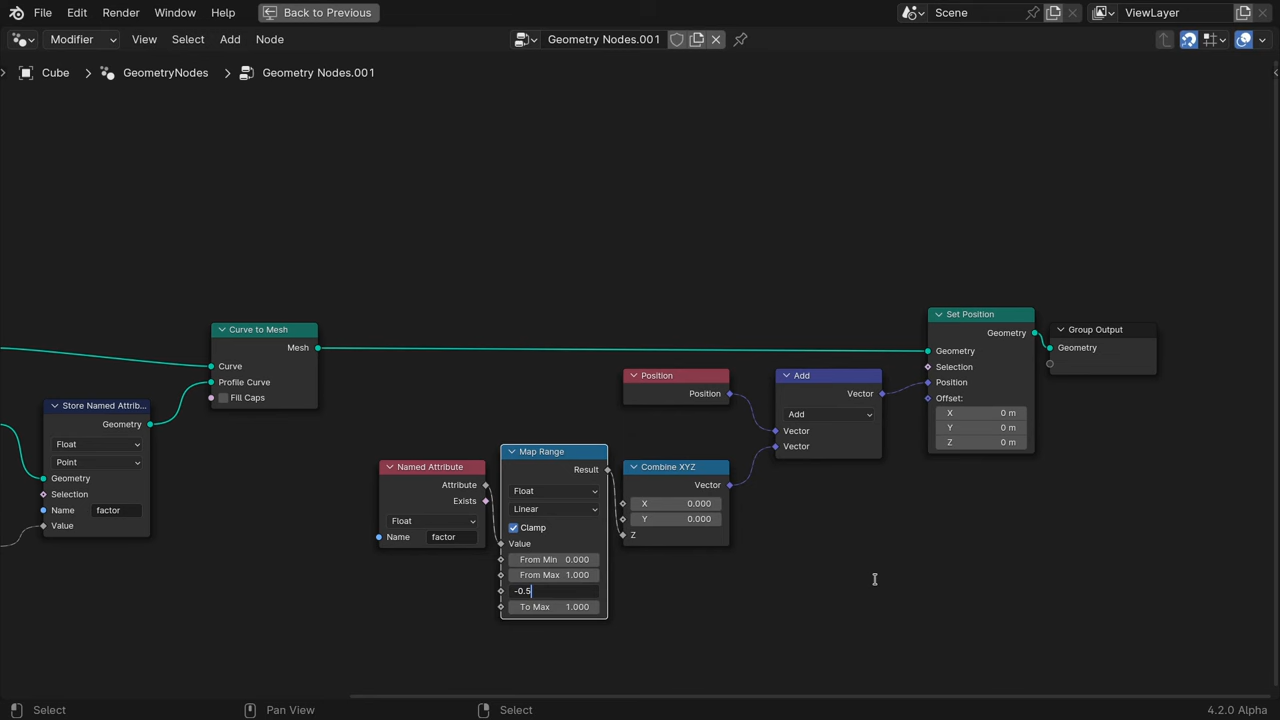 File Edit Render Window Help Back to Previous Scene ViewLayer
Modifier View Select Add Node Geometry Nodes.001
Cube GeometryNodes Geometry Nodes.001
Set Position
Geometry
Geometry
Selection
Position
Offset:
X 0 m
Y 0 m
Z 0 m
Group Output
Geometry
Curve to Mesh
Mesh
Curve
Profile Curve
Fill Caps
Position
Position
Add
Vector
Add
Vector
Vector
Store Named Attrib...
Geometry
Float
Point
Geometry
Selection
Name factor
Value
Named Attribute
Attribute
Exists
Float
Name factor
Map Range
Result
Float
Linear
Clamp
Value
From Min 0.000
From Max 1.000
-0.5
To Max 1.000
Combine XYZ
Vector
X 0.000
Y 0.000
Z
Select Pan View Select 4.2.0 Alpha